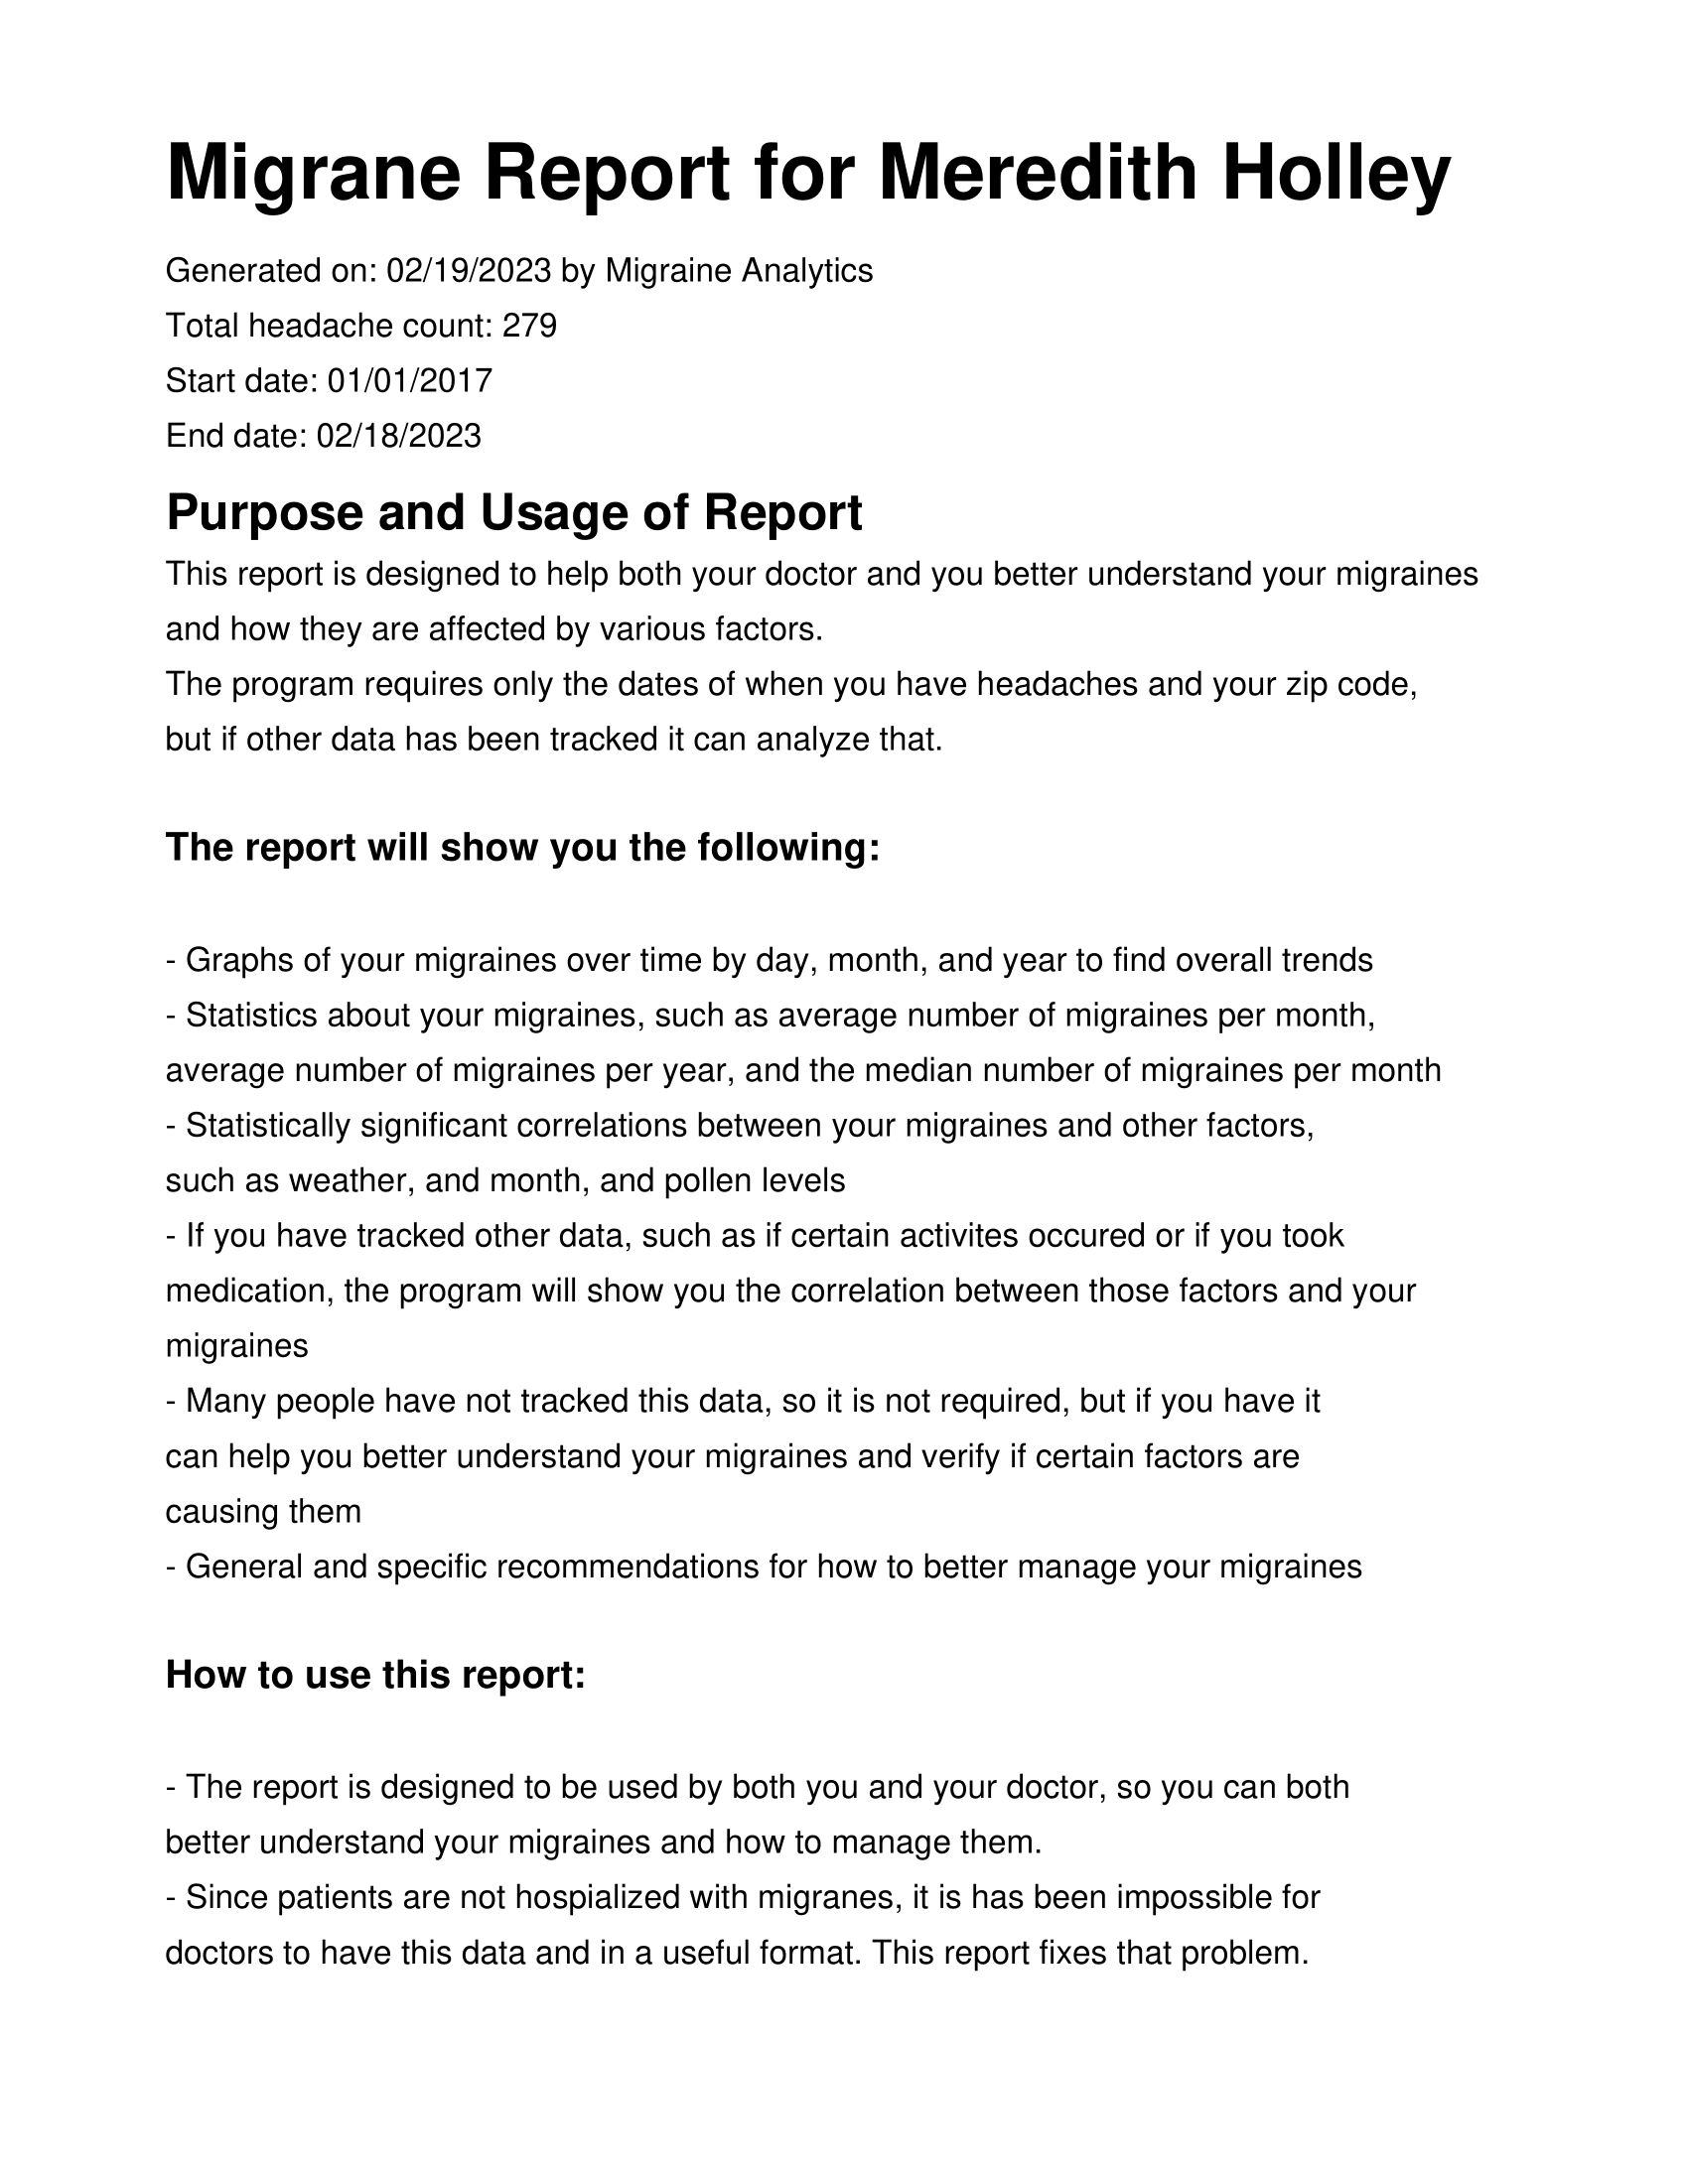 Migrane Report for Meredith Holley
Generated on: 02/19/2023 by Migraine Analytics
Total headache count: 279
Start date: 01/01/2017
End date: 02/18/2023
Purpose and Usage of Report
This report is designed to help both your doctor and you better understand your migraines
and how they are affected by various factors.
The program requires only the dates of when you have headaches and your zip code,
but if other data has been tracked it can analyze that.
The report will show you the following:
- Graphs of your migraines over time by day, month, and year to find overall trends
- Statistics about your migraines, such as average number of migraines per month,
average number of migraines per year, and the median number of migraines per month
- Statistically significant correlations between your migraines and other factors,
such as weather, and month, and pollen levels
- If you have tracked other data, such as if certain activites occured or if you took
medication, the program will show you the correlation between those factors and your
migraines
- Many people have not tracked this data, so it is not required, but if you have it
can help you better understand your migraines and verify if certain factors are
causing them
- General and specific recommendations for how to better manage your migraines
How to use this report:
- The report is designed to be used by both you and your doctor, so you can both
better understand your migraines and how to manage them.
- Since patients are not hospialized with migranes, it is has been impossible for
doctors to have this data and in a useful format. This report fixes that problem.